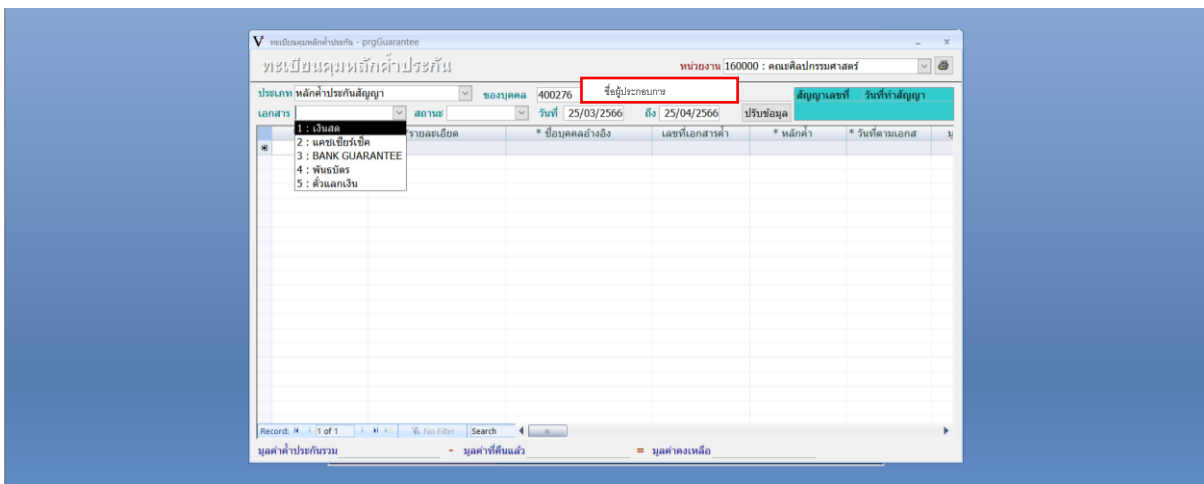 V ทะเบียนคุมหลักค้ำประกัน - prgGuarantee
ทะเบียนคุมหลักค้ำประกัน หน่วยงาน 160000 : คณะศิลปกรรมศาสตร์
ประเภท หลักค้ำประกันสัญญา ของบุคคล 400276 ชื่อผู้ประกอบการ สัญญาเลขที่ วันที่ทำสัญญา
เอกสาร สถานะ วันที่ 25/03/2566 ถึง 25/04/2566 ปรับข้อมูล
รายละเอียด * ชื่อบุคคลอ้างอิง เลขที่เอกสารค้ำ * หลักค้ำ * วันที่ตามเอกส
1 : เงินสด
2 : แคชเชียร์เช็ค
3 : BANK GUARANTEE
4 : พันธบัตร
5 : ตั๋วแลกเงิน
Record: 1 of 1 No Filter Search
มูลค่าค้ำประกันรวม - มูลค่าที่คืนแล้ว = มูลค่าคงเหลือ